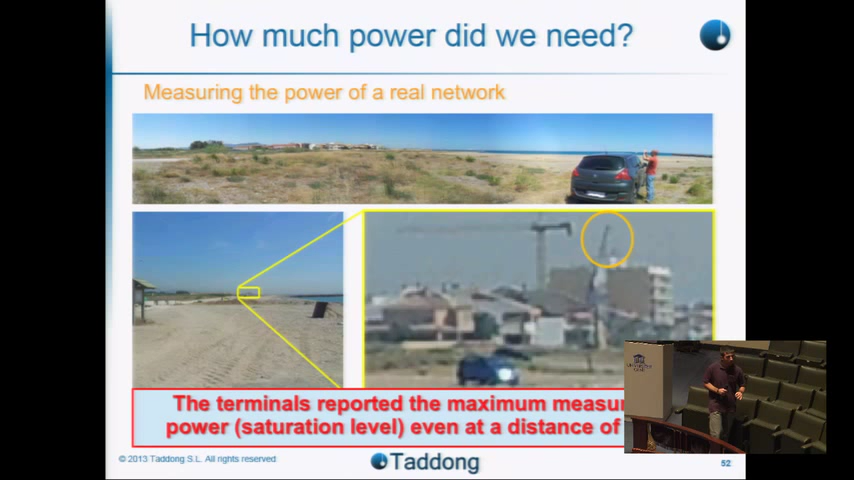 How much power did we need?
Measuring the power of a real network
The terminals reported the maximum
power (saturation level) even at a distance of
© 2013 Taddong S.L. All rights reserved
Taddong
52